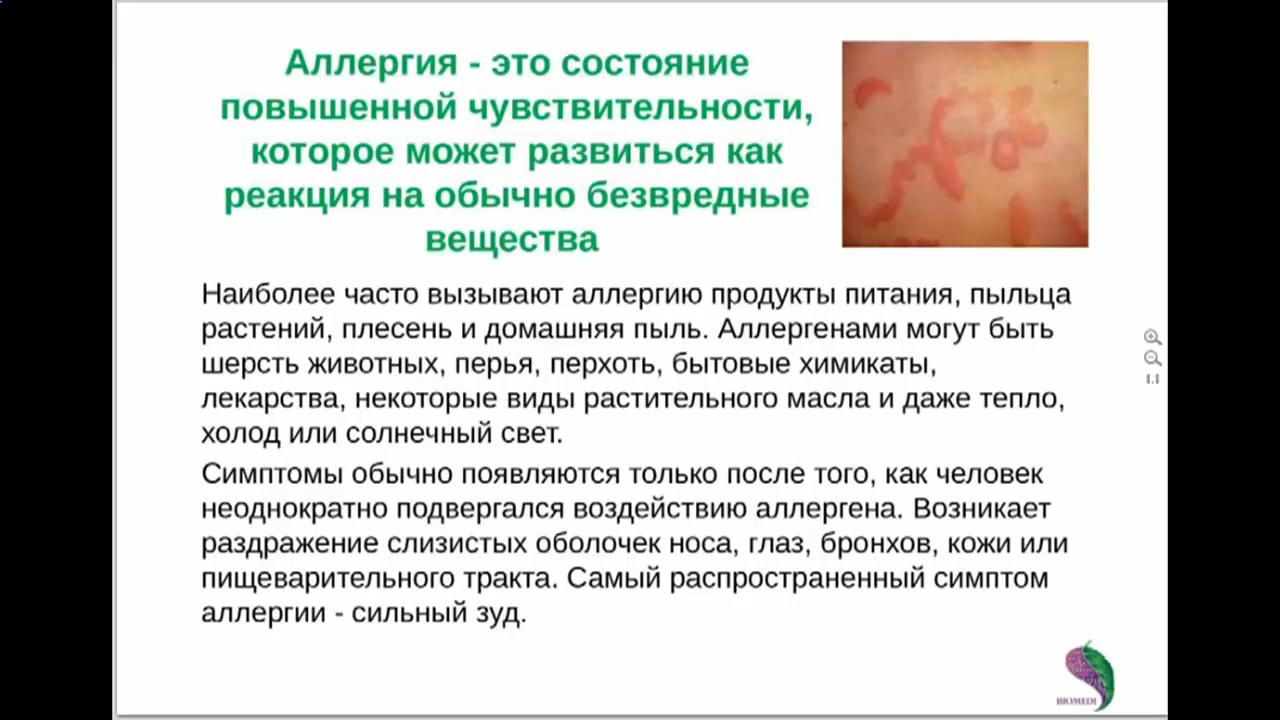 Аллергия - это состояние
повышенной чувствительности,
которое может развиться как
реакция на обычно безвредные
вещества
Наиболее часто вызывают аллергию продукты питания, пыльца
растений, плесень и домашняя пыль. Аллергенами могут быть
шерсть животных, перья, перхоть, бытовые химикаты,
лекарства, некоторые виды растительного масла и даже тепло,
холод или солнечный свет.
Симптомы обычно появляются только после того, как человек
неоднократно подвергался воздействию аллергена. Возникает
раздражение слизистых оболочек носа, глаз, бронхов, кожи или
пищеварительного тракта. Самый распространенный симптом
аллергии - сильный зуд.
1:1
BIOMEDI